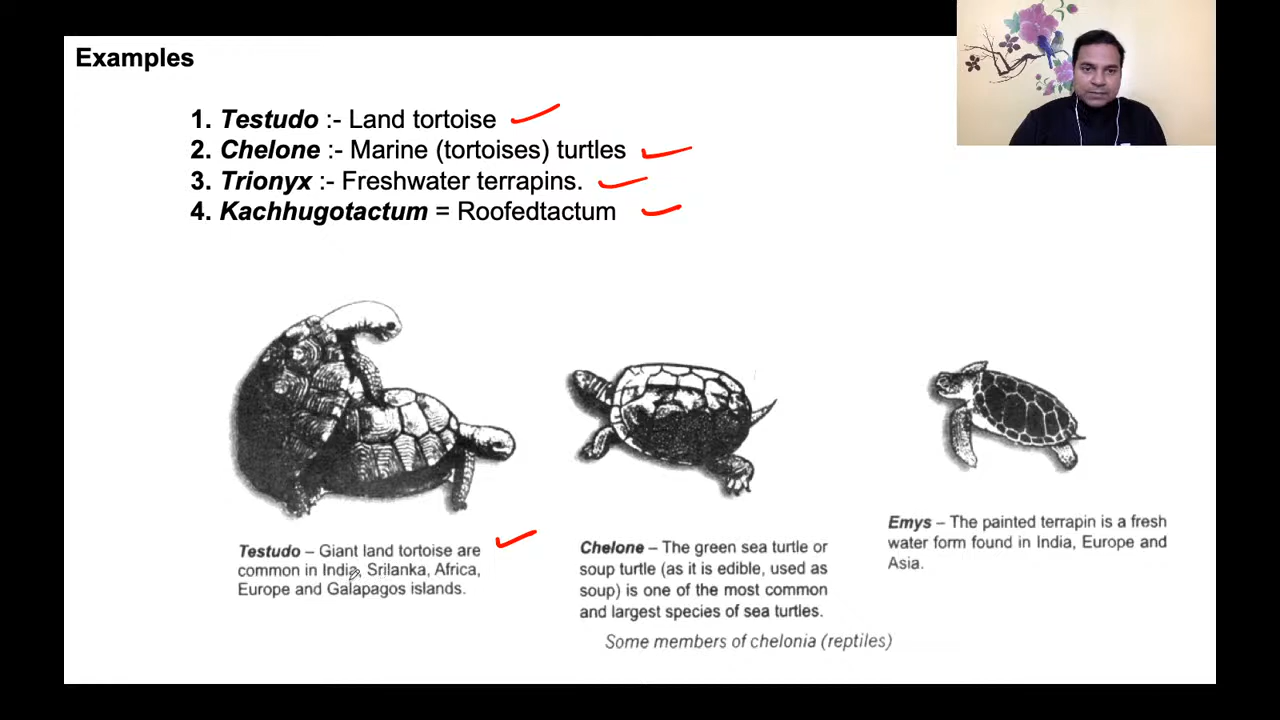 Examples
1. Testudo :- Land tortoise
2. Chelone :- Marine (tortoises) turtles
3. Trionyx :- Freshwater terrapins.
4. Kachhugotactum = Roofedtactum
Testudo – Giant land tortoise are
common in India, Srilanka, Africa,
Europe and Galapagos islands.
Chelone – The green sea turtle or
soup turtle (as it is edible, used as
soup) is one of the most common
and largest species of sea turtles.
Emys – The painted terrapin is a fresh
water form found in India, Europe and
Asia.
Some members of chelonia (reptiles)